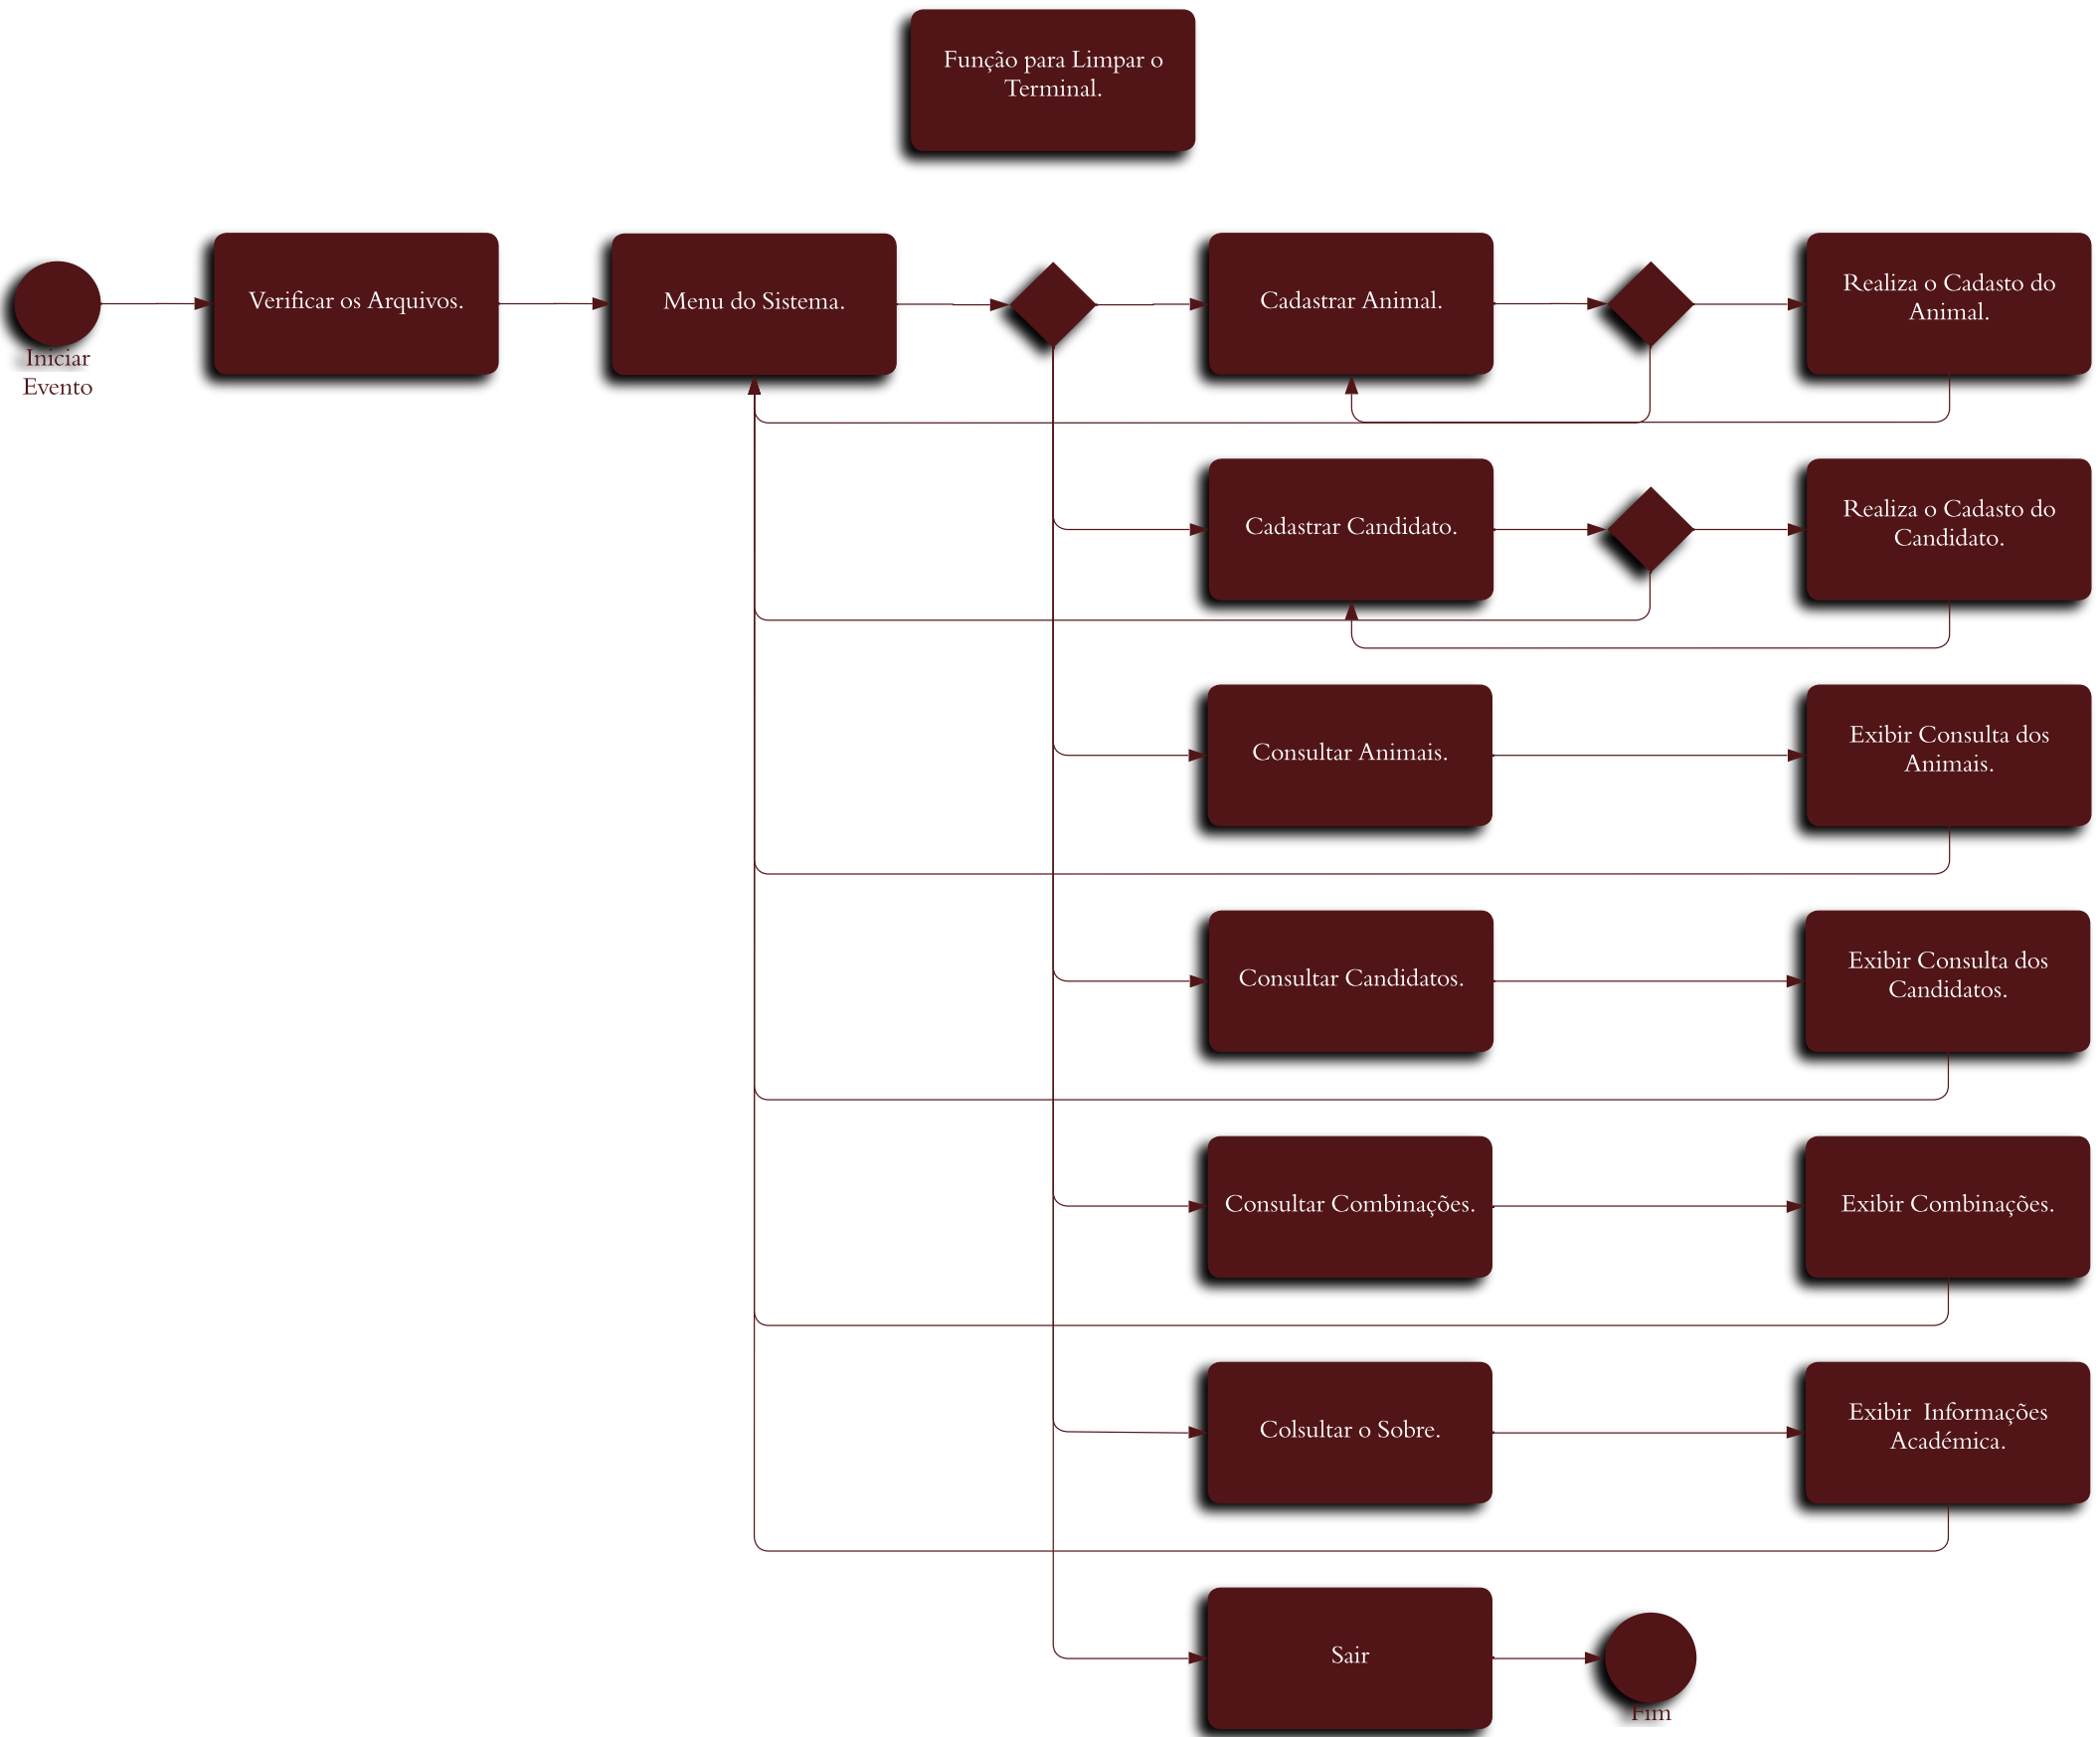 Função para Limpar o
Terminal.
Iniciar
Evento
Verificar os Arquivos.
Menu do Sistema.
Cadastrar Animal.
Realiza o Cadasto do
Animal.
Cadastrar Candidato.
Realiza o Cadasto do
Candidato.
Consultar Animais.
Exibir Consulta dos
Animais.
Consultar Candidatos.
Exibir Consulta dos
Candidatos.
Consultar Combinações.
Exibir Combinações.
Colsultar o Sobre.
Exibir  Informações
Académica.
Sair
Fim